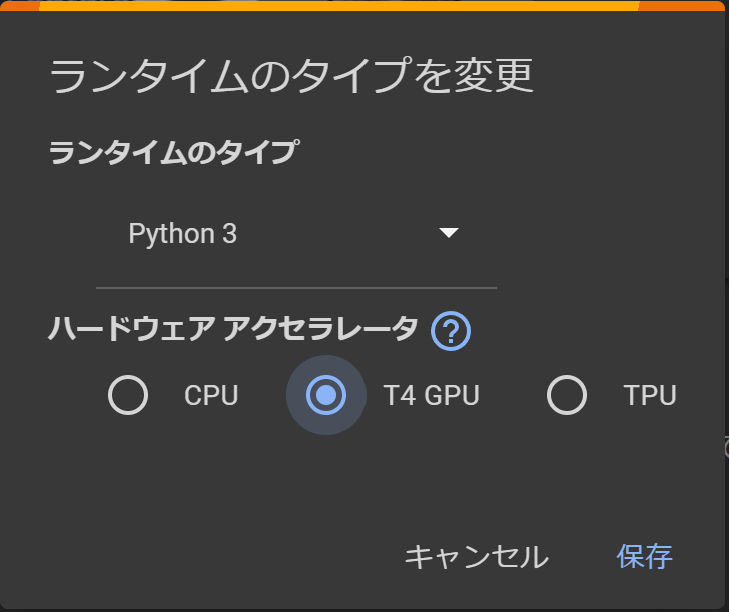 ランタイムのタイプを変更
ランタイムのタイプ
Python 3
ハードウェア アクセラレータ ?
CPU T4 GPU TPU
キャンセル 保存